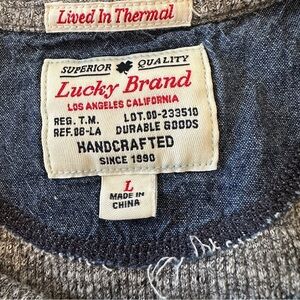 Lived In Thermal
SUPERIOR QUALITY
Lucky Brand
LOS ANGELES CALIFORNIA
REG. T.M. LOT.00-233510
REF.08-LA DURABLE GOODS
HANDCRAFTED
SINCE 1990
L
MADE IN
CHINA